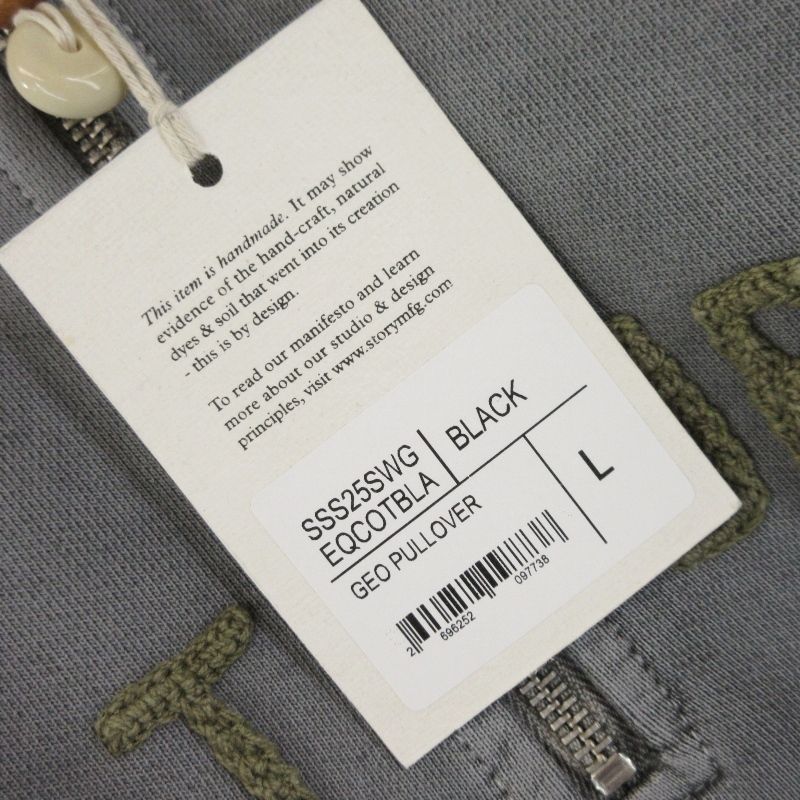 This item is handmade. It may show
evidence of the hand-craft, natural
dyes & soil that went into its creation
- this is by design.
To read our manifesto and learn
more about our studio & design
principles, visit www.storymfg.com
SSS25SWG
EQCOTBLA
BLACK
GEO PULLOVER
L
2 696252 097738